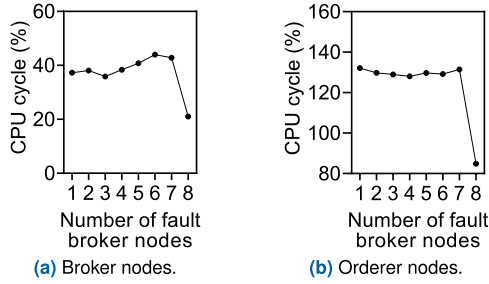 CPU cycle (%)
60
40
20
0
1 2 3 4 5 6 7 8
Number of fault
broker nodes
(a) Broker nodes.
CPU cycle (%)
160
140
120
100
80
1 2 3 4 5 6 7 8
Number of fault
broker nodes
(b) Orderer nodes.